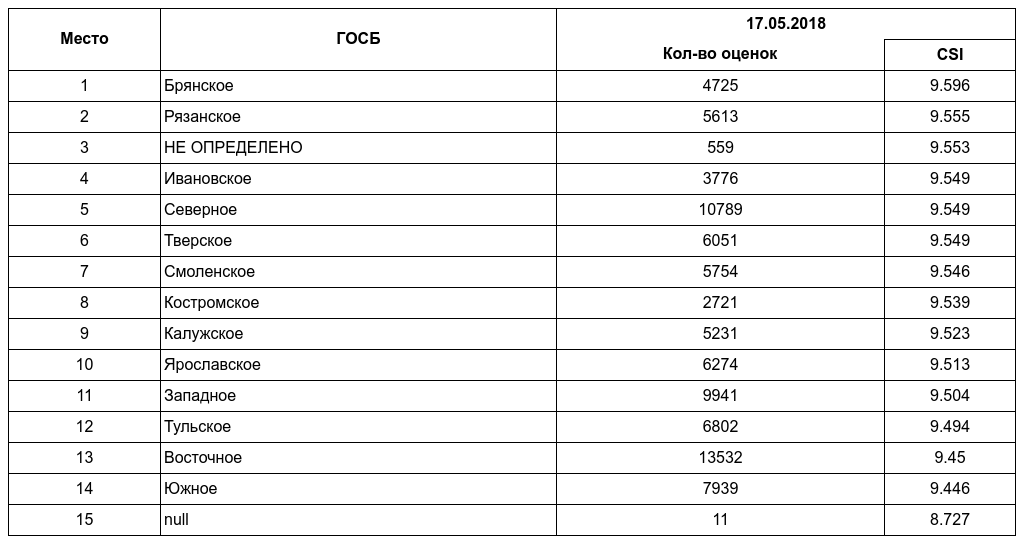 Место ГОСБ 17.05.2018
Кол-во оценок CSI
1 Брянское 4725 9.596
2 Рязанское 5613 9.555
3 НЕ ОПРЕДЕЛЕНО 559 9.553
4 Ивановское 3776 9.549
5 Северное 10789 9.549
6 Тверское 6051 9.549
7 Смоленское 5754 9.546
8 Костромское 2721 9.539
9 Калужское 5231 9.523
10 Ярославское 6274 9.513
11 Западное 9941 9.504
12 Тульское 6802 9.494
13 Восточное 13532 9.45
14 Южное 7939 9.446
15 null 11 8.727